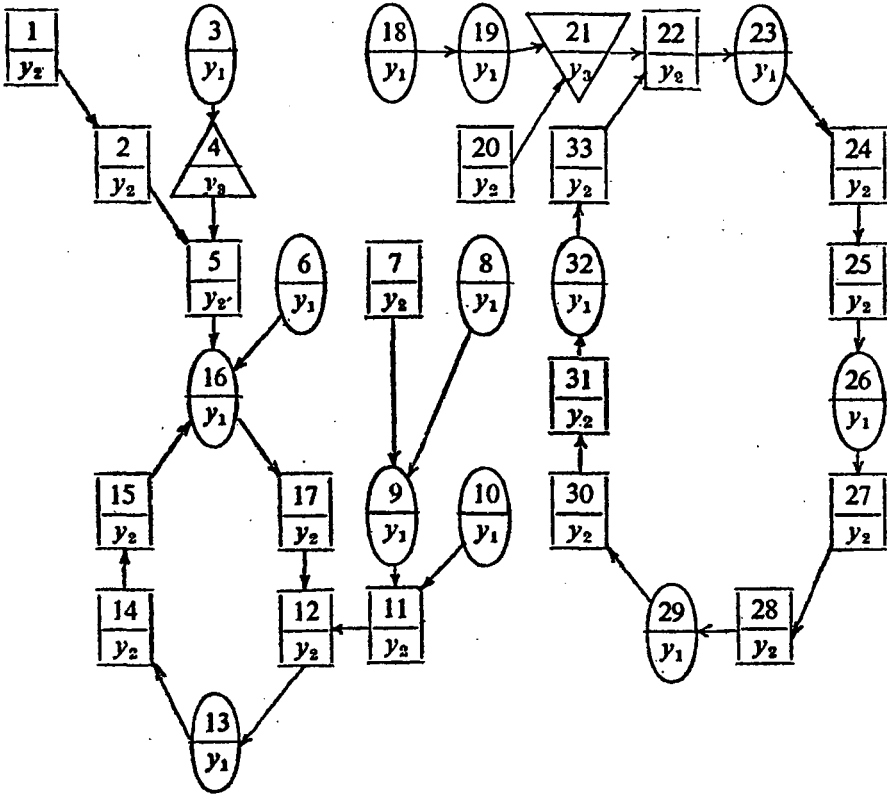 1 3 18 19 21 22 23
y₂ y₁ y₁ y₁ y₃ y₂ y₁
2 4 20 33 24
y₂ y₃ y₂ y₂ y₂
5 6 7 8 32 25
y₂ y₁ y₂ y₁ y₁ y₂
16 31 26
y₁ y₂ y₁
15 17 9 10 30 27
y₂ y₂ y₁ y₁ y₂ y₂
14 12 11 29 28
y₂ y₂ y₂ y₁ y₂
13
y₁